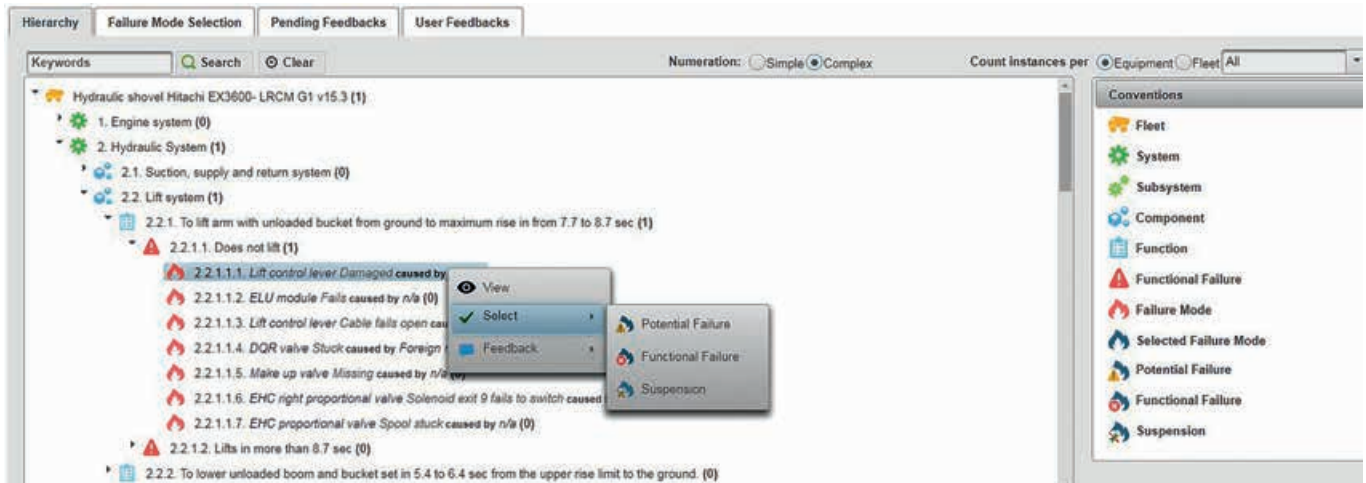 Hierarchy Failure Mode Selection Pending Feedbacks User Feedbacks
Keywords Search Clear Numeration: Simple Complex Count instances per Equipment Fleet All
Hydraulic shovel Hitachi EX3600- LRCM G1 v15.3 (1)
1. Engine system (0)
2. Hydraulic System (1)
2.1. Suction, supply and return system (0)
2.2. Lift system (1)
2.2.1. To lift arm with unloaded bucket from ground to maximum rise in from 7.7 to 8.7 sec (1)
2.2.1.1. Does not lift (1)
2.2.1.1.1. Lift control lever Damaged caused by
2.2.1.1.2. ELU module Fails caused by n/a (0)
2.2.1.1.3. Lift control lever Cable fails open
2.2.1.1.4. DQR valve Stuck caused by Foreign
2.2.1.1.5. Make up valve Missing caused by n/a (0)
2.2.1.1.6. EHC right proportional valve Solenoid exit 9 fails to switch caused
2.2.1.1.7. EHC proportional valve Spool stuck caused by n/a (0)
2.2.1.2. Lifts in more than 8.7 sec (0)
2.2.2. To lower unloaded boom and bucket set in 5.4 to 6.4 sec from the upper rise limit to the ground. (0)
View
Select
Feedback
Potential Failure
Functional Failure
Suspension
Conventions
Fleet
System
Subsystem
Component
Function
Functional Failure
Failure Mode
Selected Failure Mode
Potential Failure
Functional Failure
Suspension